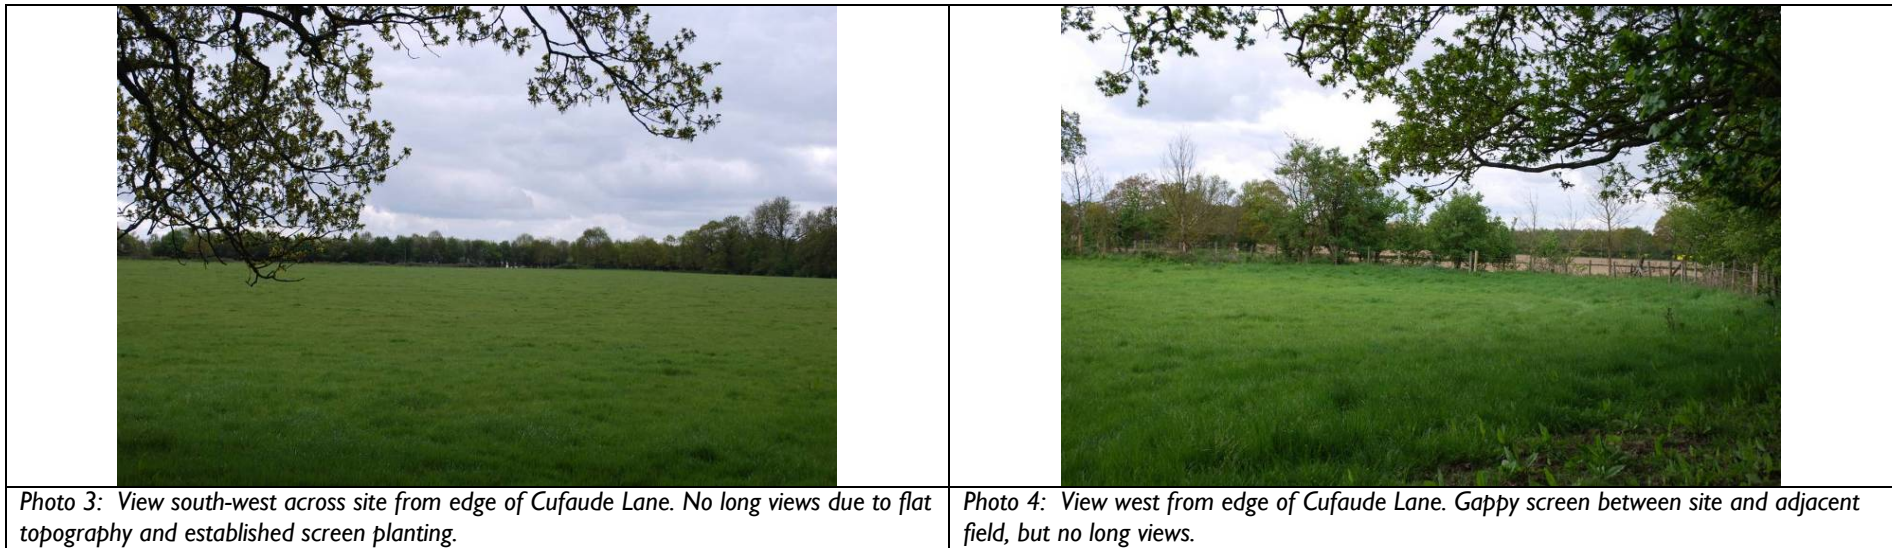 Photo 3: View south-west across site from edge of Cufaude Lane. No long views due to flat
topography and established screen planting.
Photo 4: View west from edge of Cufaude Lane. Gappy screen between site and adjacent
field, but no long views.